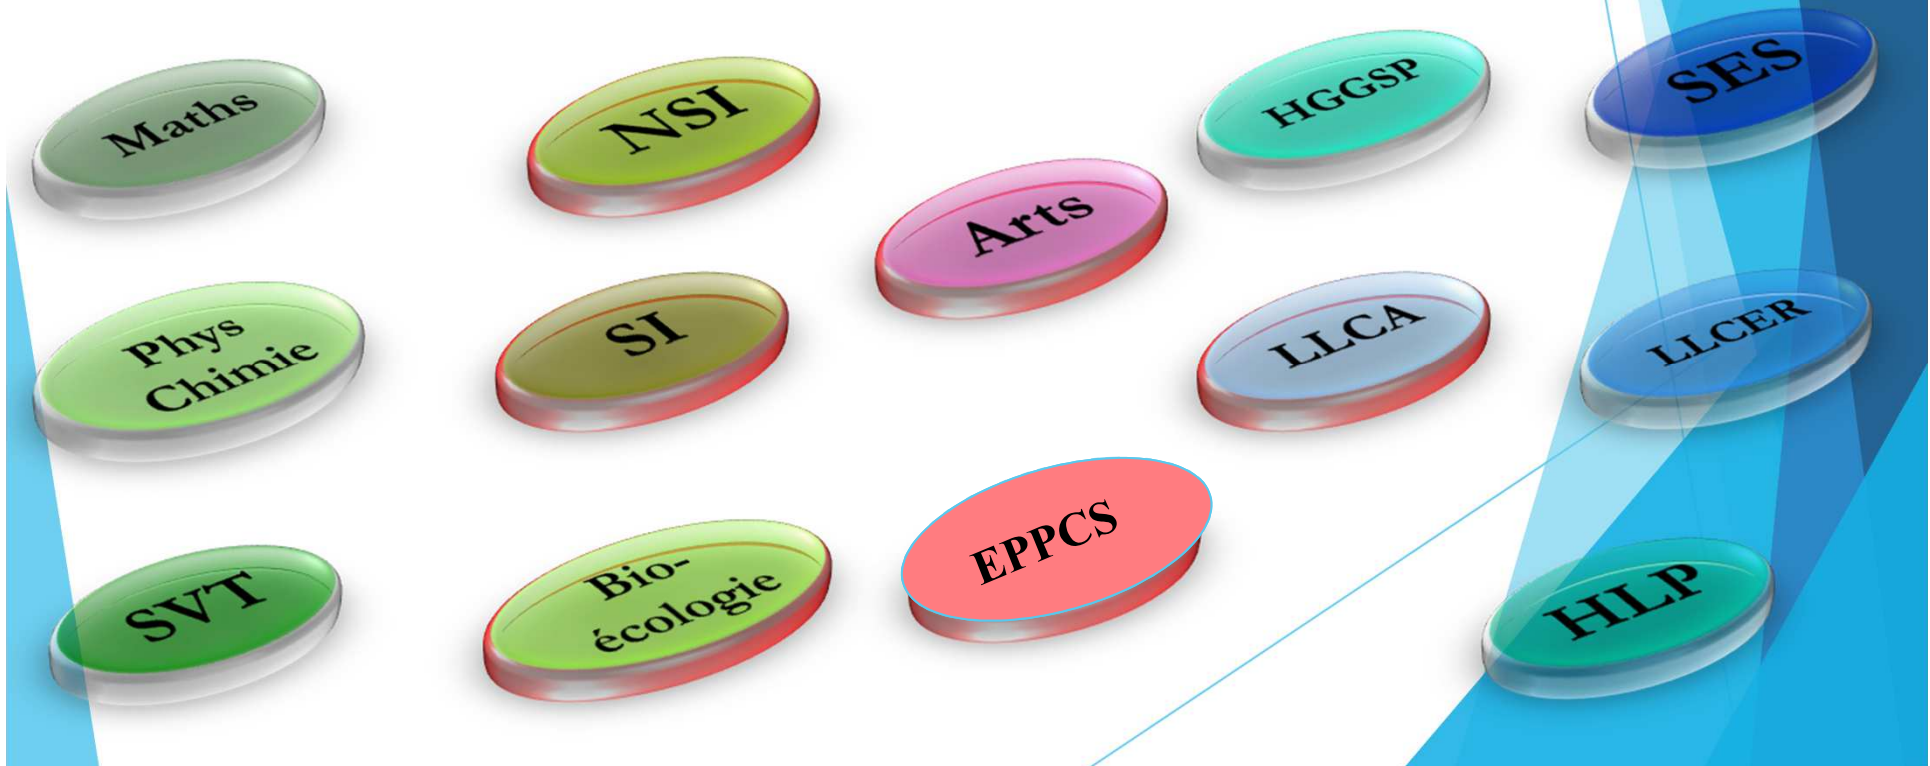 Maths
NSI
HGGSP
SES
Arts
Phys
Chimie
SI
LLCA
LLCER
EPPCS
SVT
Bio-
écologie
HLP